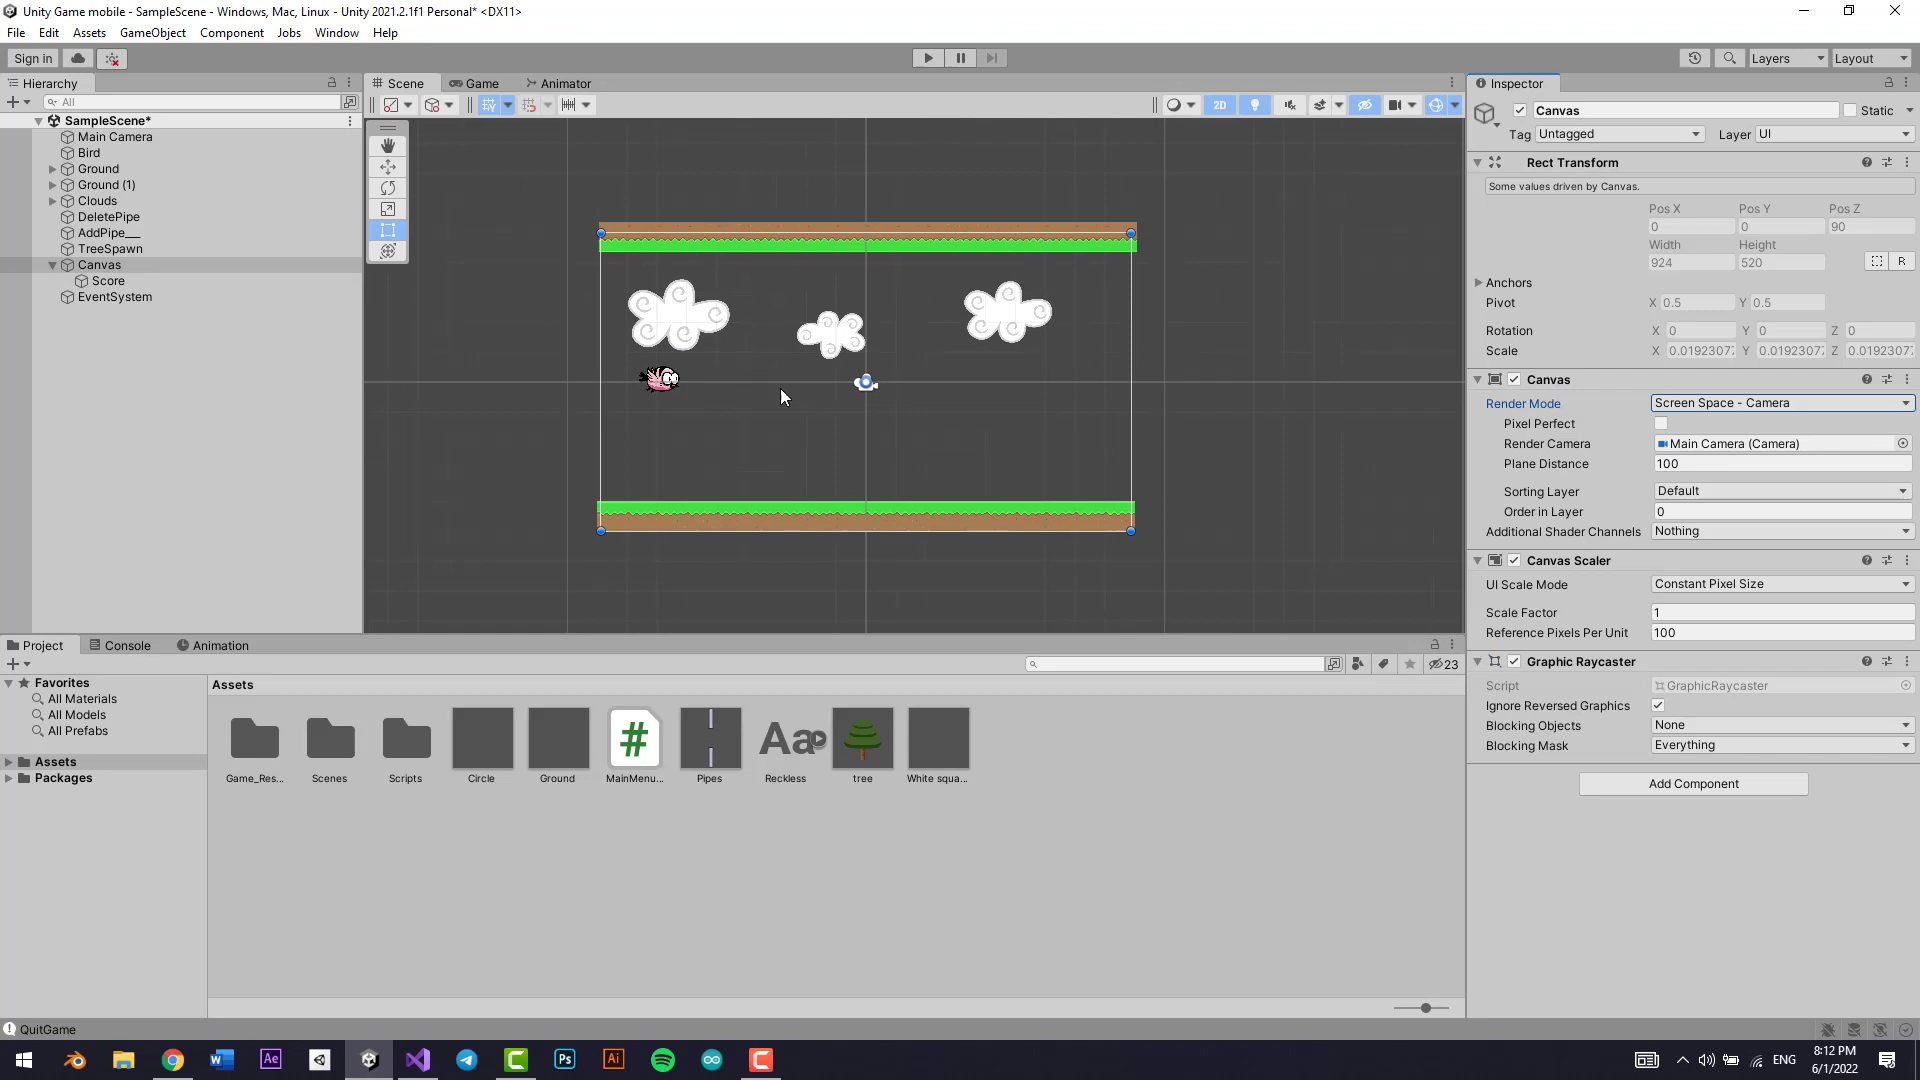 Unity Game mobile - SampleScene - Windows, Mac, Linux - Unity 2021.2.1f1 Personal* <DX11>
File Edit Assets GameObject Component Jobs Window Help
Sign in Layers Layout
Hierarchy
All
SampleScene*
Main Camera
Bird
Ground
Ground (1)
Clouds
DeletePipe
AddPipe__
TreeSpawn
Canvas
Score
EventSystem
Scene Game Animator
2D
Inspector
Canvas Static
Tag Untagged Layer UI
Rect Transform
Some values driven by Canvas.
Pos X Pos Y Pos Z
0 0 90
Width Height
924 520 R
Anchors
Pivot X 0.5 Y 0.5
Rotation X 0 Y 0 Z 0
Scale X 0.0192307 Y 0.0192307 Z 0.0192307
Canvas
Render Mode Screen Space - Camera
Pixel Perfect
Render Camera Main Camera (Camera)
Plane Distance 100
Sorting Layer Default
Order in Layer 0
Additional Shader Channels Nothing
Canvas Scaler
UI Scale Mode Constant Pixel Size
Scale Factor 1
Reference Pixels Per Unit 100
Graphic Raycaster
Script GraphicRaycaster
Ignore Reversed Graphics
Blocking Objects None
Blocking Mask Everything
Add Component
Project Console Animation
23
Favorites
All Materials
All Models
All Prefabs
Assets
Packages
Assets
#
Aa
Game_Res... Scenes Scripts Circle Ground MainMenu... Pipes Reckless tree White squa...
QuitGame
W Ae C Ps Ai C
ENG
8:12 PM
6/1/2022